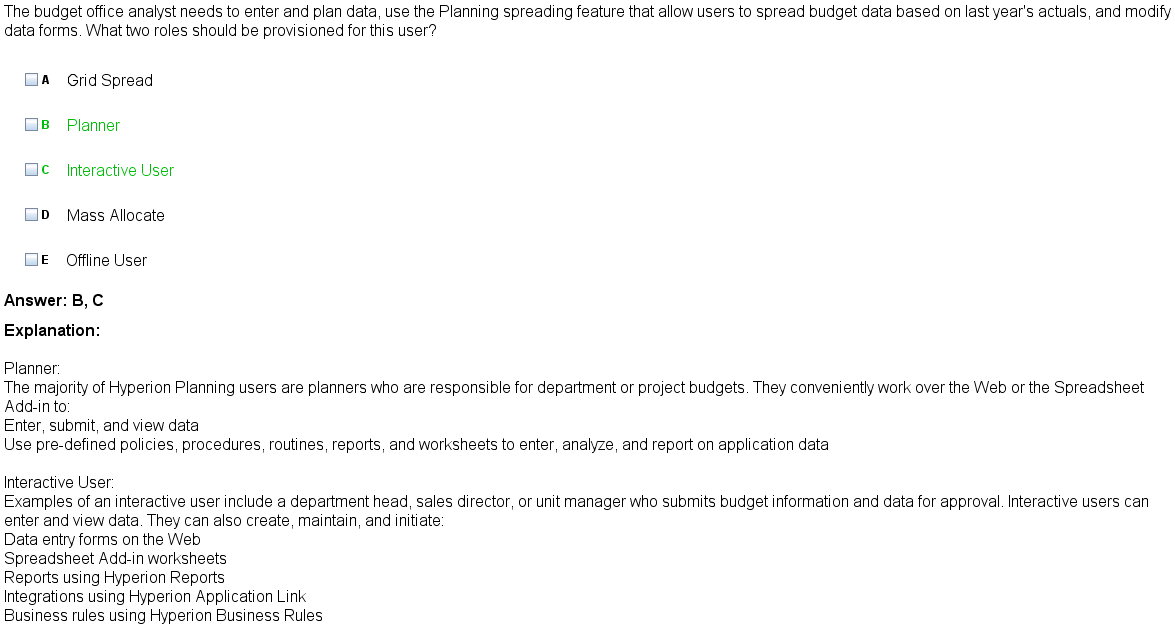 The budget office analyst needs to enter and plan data, use the Planning spreading feature that allow users to spread budget data based on last year's actuals, and modify
data forms. What two roles should be provisioned for this user?
A Grid Spread
B Planner
C Interactive User
D Mass Allocate
E Offline User
Answer: B, C
Explanation:
Planner:
The majority of Hyperion Planning users are planners who are responsible for department or project budgets. They conveniently work over the Web or the Spreadsheet
Add-in to:
Enter, submit, and view data
Use pre-defined policies, procedures, routines, reports, and worksheets to enter, analyze, and report on application data
Interactive User:
Examples of an interactive user include a department head, sales director, or unit manager who submits budget information and data for approval. Interactive users can
enter and view data. They can also create, maintain, and initiate:
Data entry forms on the Web
Spreadsheet Add-in worksheets
Reports using Hyperion Reports
Integrations using Hyperion Application Link
Business rules using Hyperion Business Rules